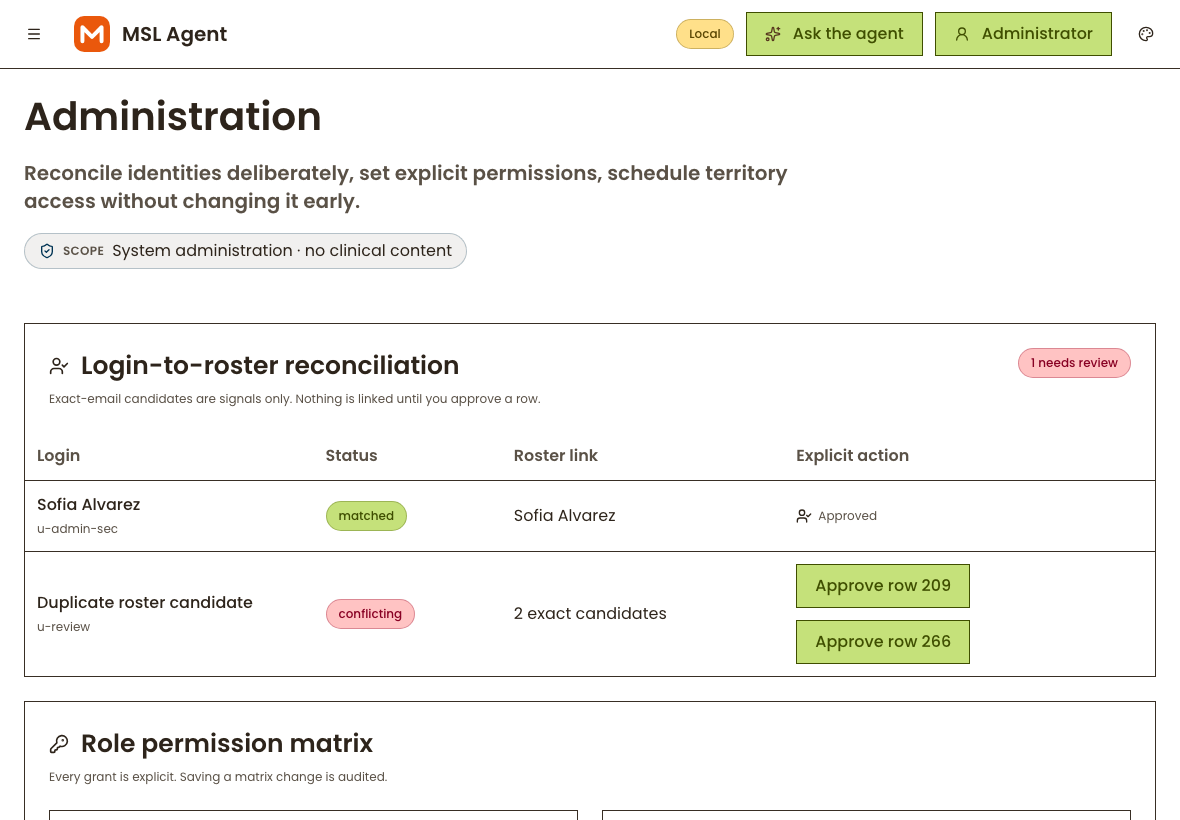 MSL Agent
Local
Ask the agent
Administrator
Administration
Reconcile identities deliberately, set explicit permissions, schedule territory
access without changing it early.
SCOPE System administration · no clinical content
Login-to-roster reconciliation
1 needs review
Exact-email candidates are signals only. Nothing is linked until you approve a row.
Login Status Roster link Explicit action
Sofia Alvarez
u-admin-sec
matched
Sofia Alvarez
Approved
Duplicate roster candidate
u-review
conflicting
2 exact candidates
Approve row 209
Approve row 266
Role permission matrix
Every grant is explicit. Saving a matrix change is audited.